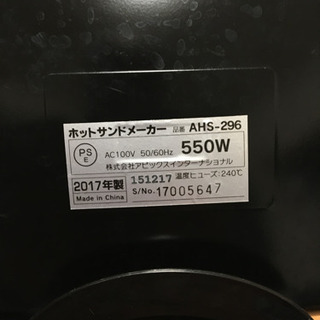 ホットサンドメーカー 品番 AHS-296
PS
E
AC100V 50/60Hz 550W
株式会社アピックスインターナショナル
2017年製 151217 温度ヒューズ:240℃
Made in China S/No. 17005647